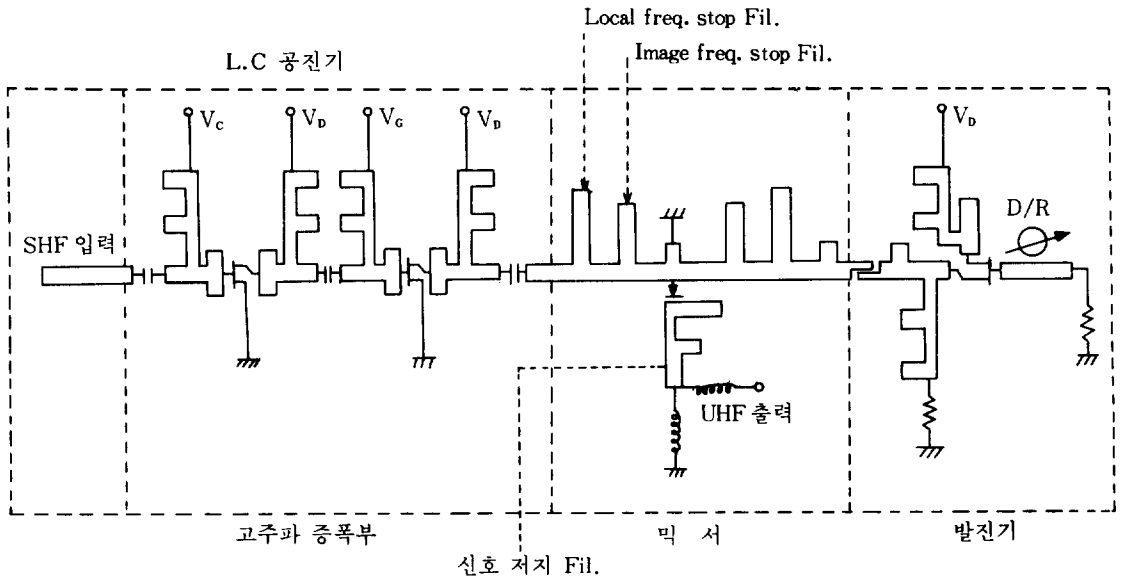 Local freq. stop Fil.
Image freq. stop Fil.
L.C 공진기
V_C
V_D
V_G
V_D
V_D
D/R
SHF 입력
UHF 출력
고주파 증폭부
믹 서
발진기
신호 저지 Fil.